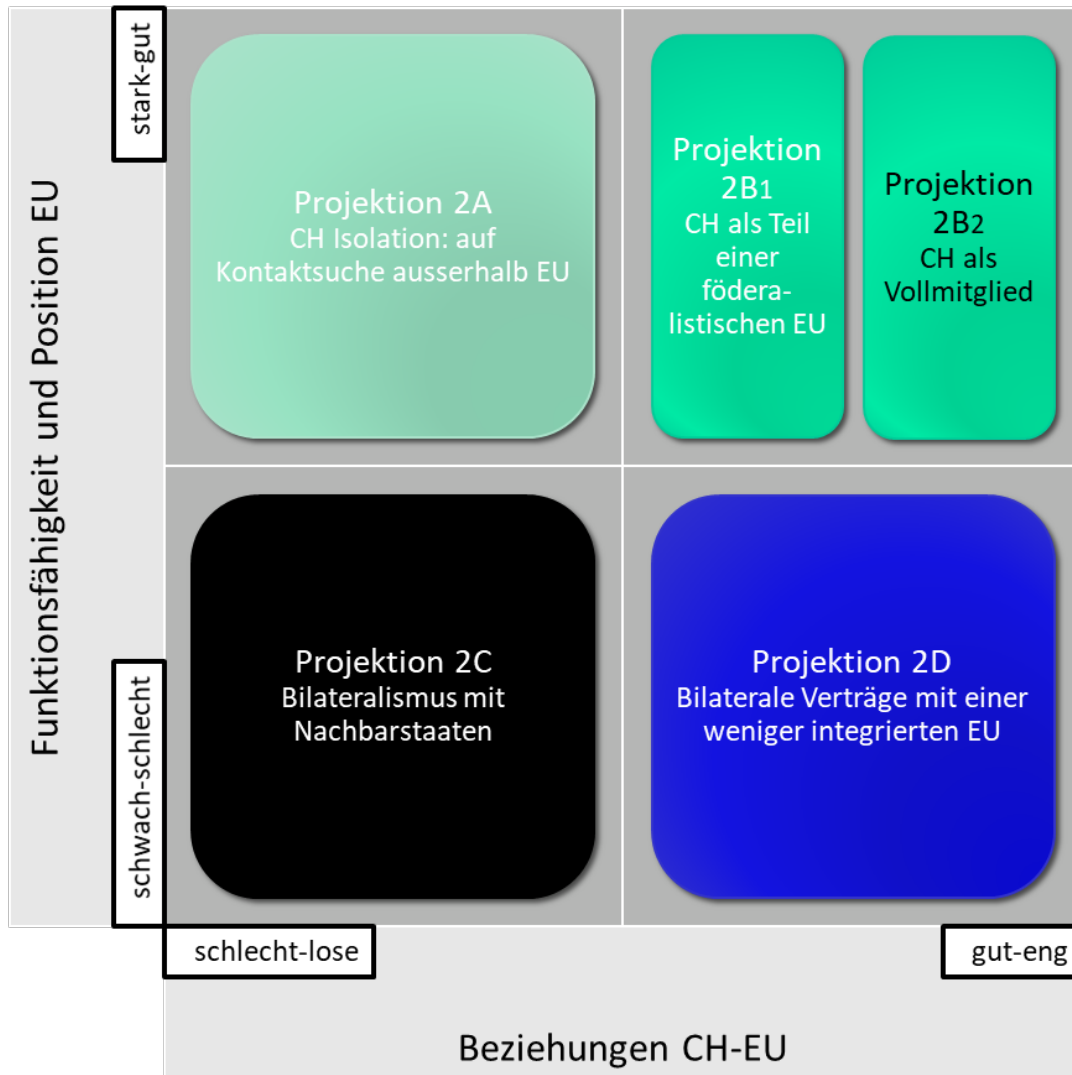 Funktionsfähigkeit und Position EU
stark-gut
schwach-schlecht
Projektion 2A
CH Isolation: auf
Kontaktsuche ausserhalb EU
Projektion
2B1
CH als Teil
einer
födera-
listischen EU
Projektion
2B2
CH als
Vollmitglied
Projektion 2C
Bilateralismus mit
Nachbarstaaten
Projektion 2D
Bilaterale Verträge mit einer
weniger integrierten EU
schlecht-lose
gut-eng
Beziehungen CH-EU